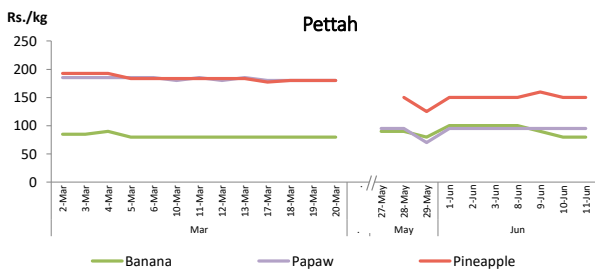 Rs./kg
Pettah
250
200
150
100
50
0
2-Mar
3-Mar
4-Mar
5-Mar
6-Mar
10-Mar
11-Mar
12-Mar
13-Mar
17-Mar
18-Mar
19-Mar
20-Mar
.
27-May
28-May
29-May
1-Jun
2-Jun
3-Jun
8-Jun
9-Jun
10-Jun
11-Jun
Mar
.
May
Jun
Banana
Papaw
Pineapple